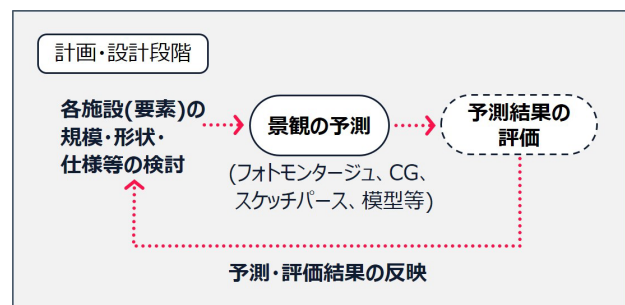 計画・設計段階
各施設(要素)の
規模・形状・
仕様等の検討
景観の予測
(フォトモンタージュ、CG、
スケッチパース、模型等)
予測結果の
評価
予測・評価結果の反映